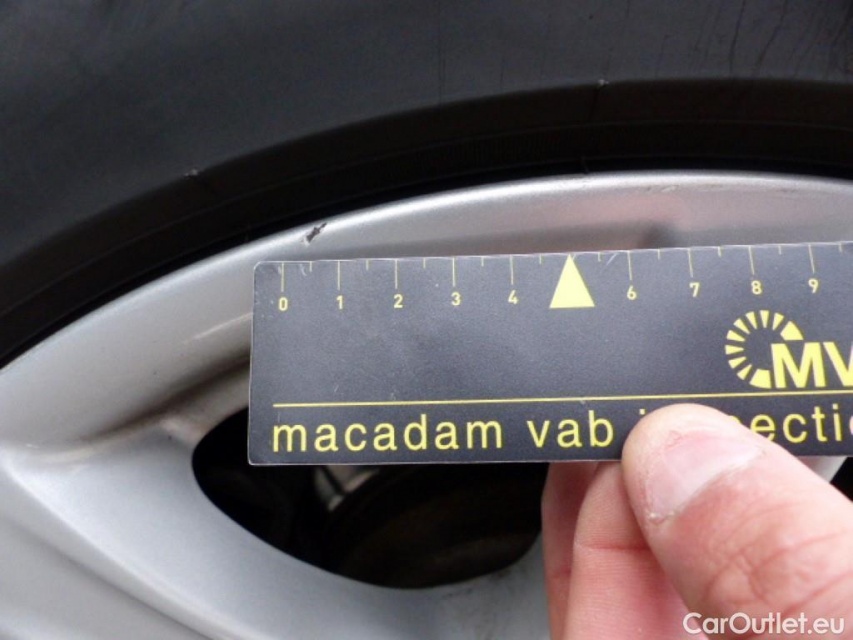 0 1 2 3 4 6 7 8 9
MV
macadam vab
CarOutlet.eu